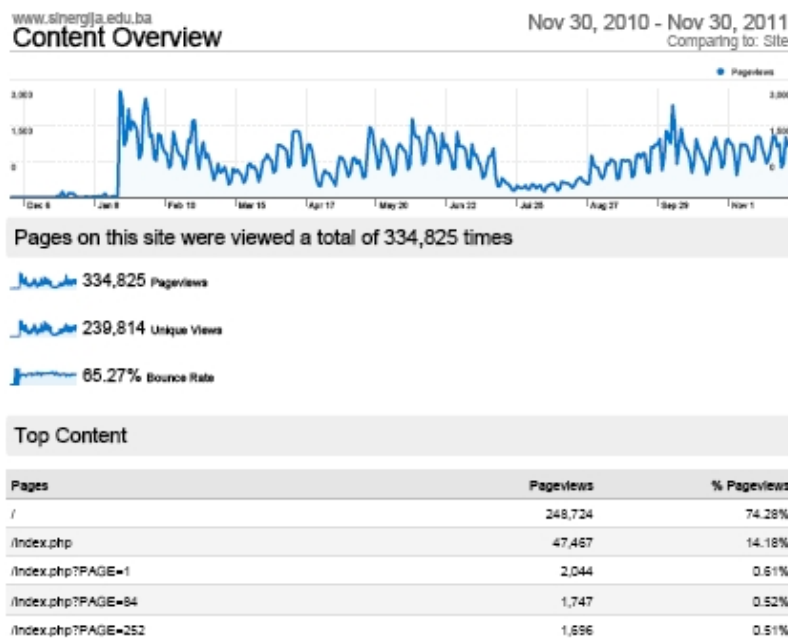 www.sinergija.edu.ba
Content Overview
Nov 30, 2010 - Nov 30, 2011
Comparing to: Site
Pageviews
3,000 3,000
1,500 1,500
0 0
Dec 6 Jan 8 Feb 10 Mar 15 Apr 17 May 20 Jun 22 Jul 25 Aug 27 Sep 29 Nov 1
Pages on this site were viewed a total of 334,825 times
334,825 Pageviews
239,814 Unique Views
65.27% Bounce Rate
Top Content
Pages Pageviews % Pageviews
/ 248,724 74.28%
/index.php 47,467 14.18%
/index.php?PAGE=1 2,044 0.61%
/index.php?PAGE=84 1,747 0.52%
/index.php?PAGE=252 1,696 0.51%